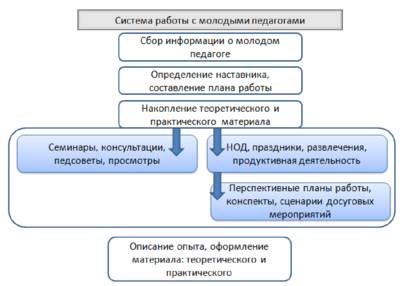 Система работы с молодыми педагогами
Сбор информации о молодом
педагоге
Определение наставника,
составление плана работы
Накопление теоретического и
практического материала
Семинары, консультации,
педсоветы, просмотры
НОД, праздники, развлечения,
продуктивная деятельность
Перспективные планы работы,
конспекты, сценарии досуговых
мероприятий
Описание опыта, оформление
материала: теоретического и
практического